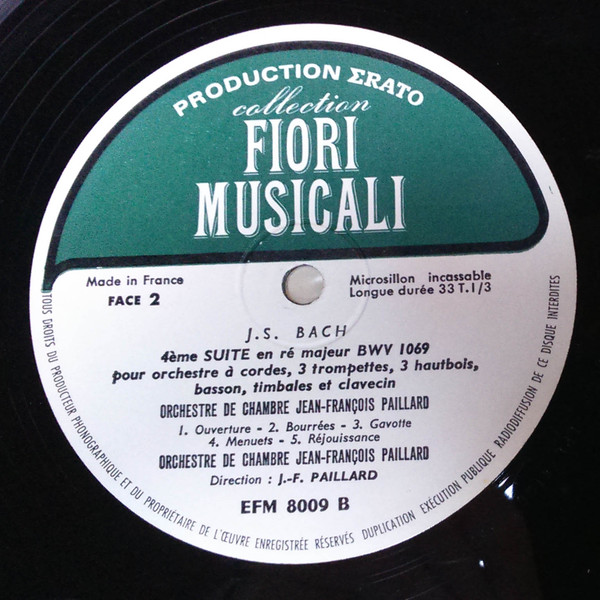 PRODUCTION ΣRATO
collection
FIORI
MUSICALI
Made in France
FACE 2
Microsillon incassable
Longue durée 33 T.1/3
J.S. BACH
4ème SUITE en ré majeur BWV 1069
pour orchestre à cordes, 3 trompettes, 3 hautbois,
basson, timbales et clavecin
ORCHESTRE DE CHAMBRE JEAN-FRANÇOIS PAILLARD
1. Ouverture - 2. Bourrées - 3. Gavotte
4. Menuets - 5. Réjouissance
ORCHESTRE DE CHAMBRE JEAN-FRANÇOIS PAILLARD
Direction : J.-F. PAILLARD
EFM 8009 B
TOUS DROITS DU PRODUCTEUR PHONOGRAPHIQUE ET DU PROPRIÉTAIRE DE L'ŒUVRE ENREGISTRÉE RÉSERVÉS DUPLICATION EXÉCUTION PUBLIQUE RADIODIFFUSION DE CE DISQUE INTERDITES